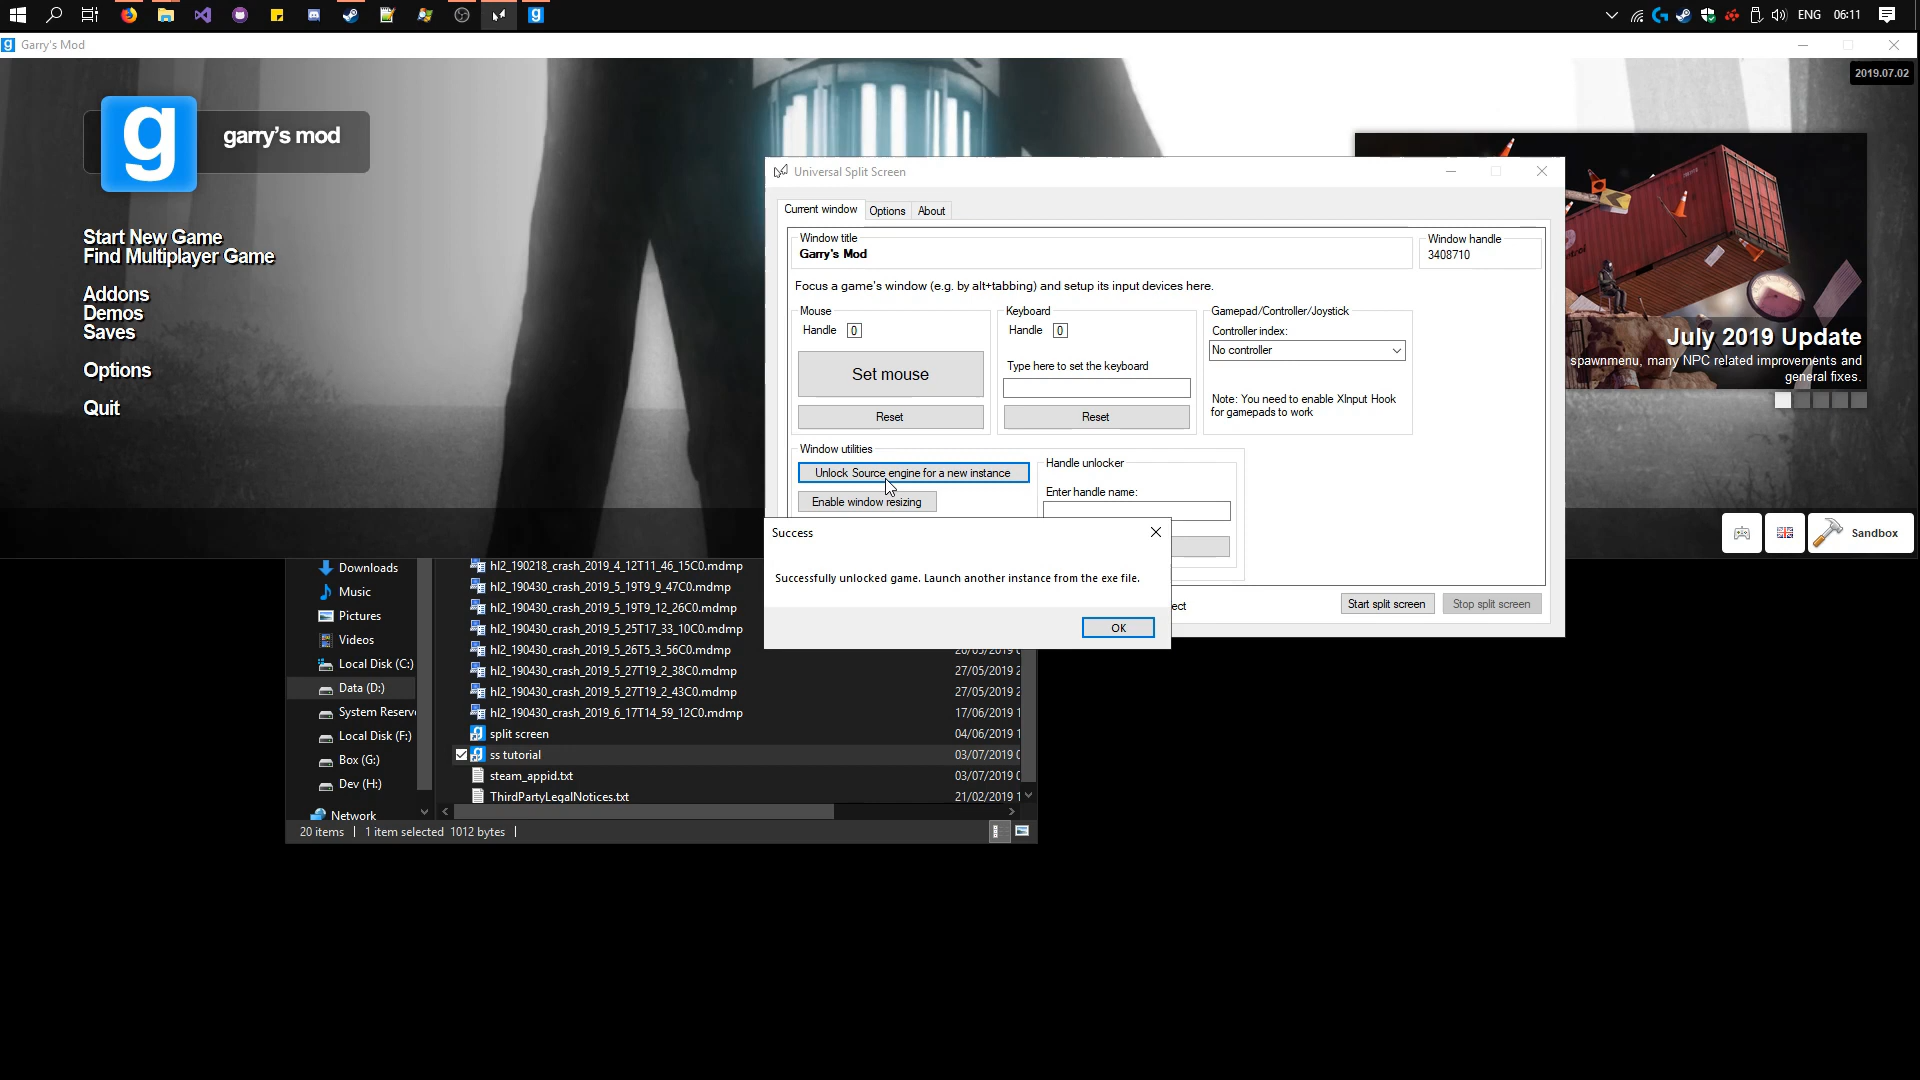 ENG
06:11
Garry's Mod
2019.07.02
g
garry's mod
Start New Game
Find Multiplayer Game
Addons
Demos
Saves
Options
Quit
July 2019 Update
spawnmenu, many NPC related improvements and
general fixes.
Sandbox
Universal Split Screen
Current window
Options
About
Window title
Garry's Mod
Window handle
3408710
Focus a game's window (e.g. by alt+tabbing) and setup its input devices here.
Mouse
Handle 0
Set mouse
Reset
Keyboard
Handle 0
Type here to set the keyboard
Reset
Gamepad/Controller/Joystick
Controller index:
No controller
Note: You need to enable XInput Hook
for gamepads to work
Window utilities
Unlock Source engine for a new instance
Enable window resizing
Handle unlocker
Enter handle name:
ect
Start split screen
Stop split screen
Success
Successfully unlocked game. Launch another instance from the exe file.
OK
Downloads
Music
Pictures
Videos
Local Disk (C:)
Data (D:)
System Reserv
Local Disk (F:)
Box (G:)
Dev (H:)
Network
hl2_190218_crash_2019_4_12T11_46_15C0.mdmp
hl2_190430_crash_2019_5_19T9_9_47C0.mdmp
hl2_190430_crash_2019_5_19T9_12_26C0.mdmp
hl2_190430_crash_2019_5_25T17_33_10C0.mdmp
hl2_190430_crash_2019_5_26T5_3_56C0.mdmp
hl2_190430_crash_2019_5_27T19_2_38C0.mdmp 27/05/2019 2
hl2_190430_crash_2019_5_27T19_2_43C0.mdmp 27/05/2019 2
hl2_190430_crash_2019_6_17T14_59_12C0.mdmp 17/06/2019 1
split screen 04/06/2019 1
ss tutorial 03/07/2019 0
steam_appid.txt 03/07/2019 0
ThirdPartyLegalNotices.txt 21/02/2019 1
20 items
1 item selected 1012 bytes